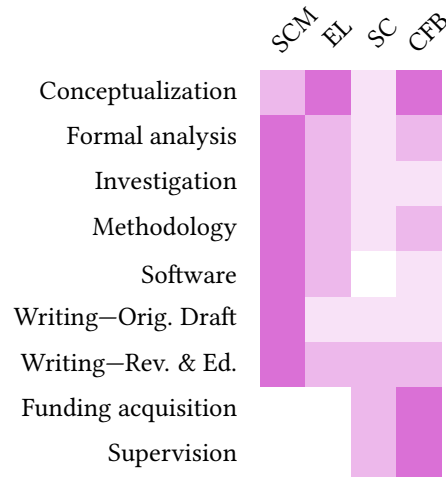 SCM EL SC CFB
Conceptualization
Formal analysis
Investigation
Methodology
Software
Writing—Orig. Draft
Writing—Rev. & Ed.
Funding acquisition
Supervision